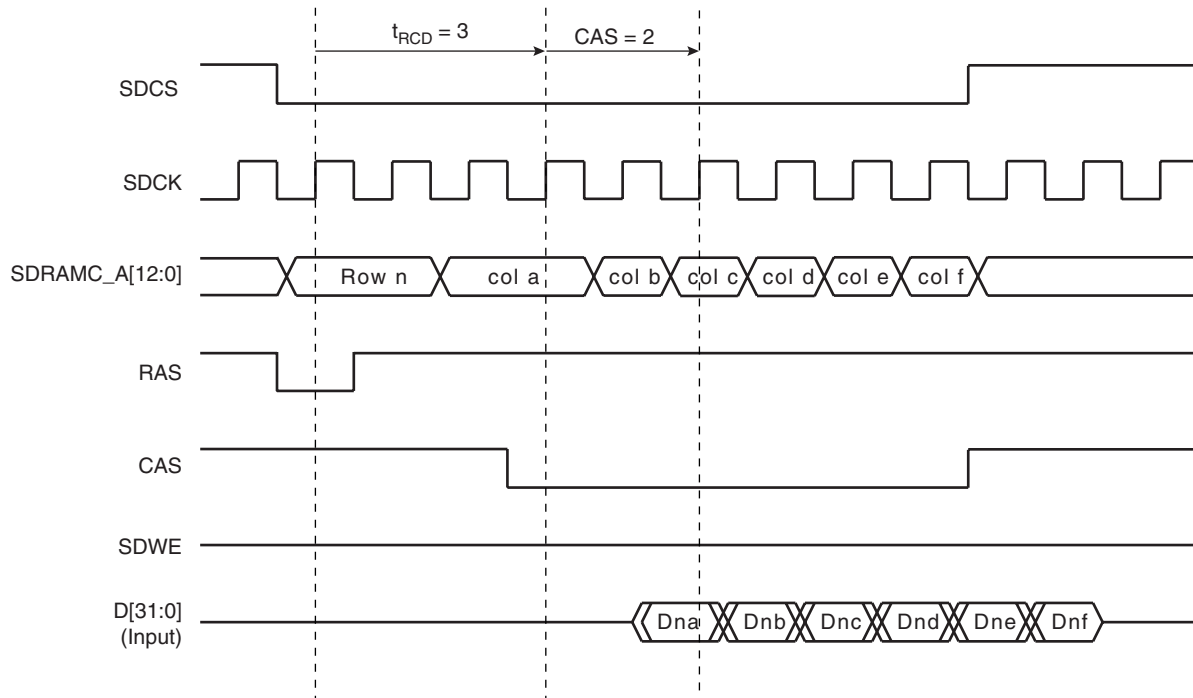 tRCD = 3
CAS = 2
SDCS
SDCK
SDRAMC_A[12:0]
Row n
col a
col b
col c
col d
col e
col f
RAS
CAS
SDWE
D[31:0]
(Input)
Dna
Dnb
Dnc
Dnd
Dne
Dnf